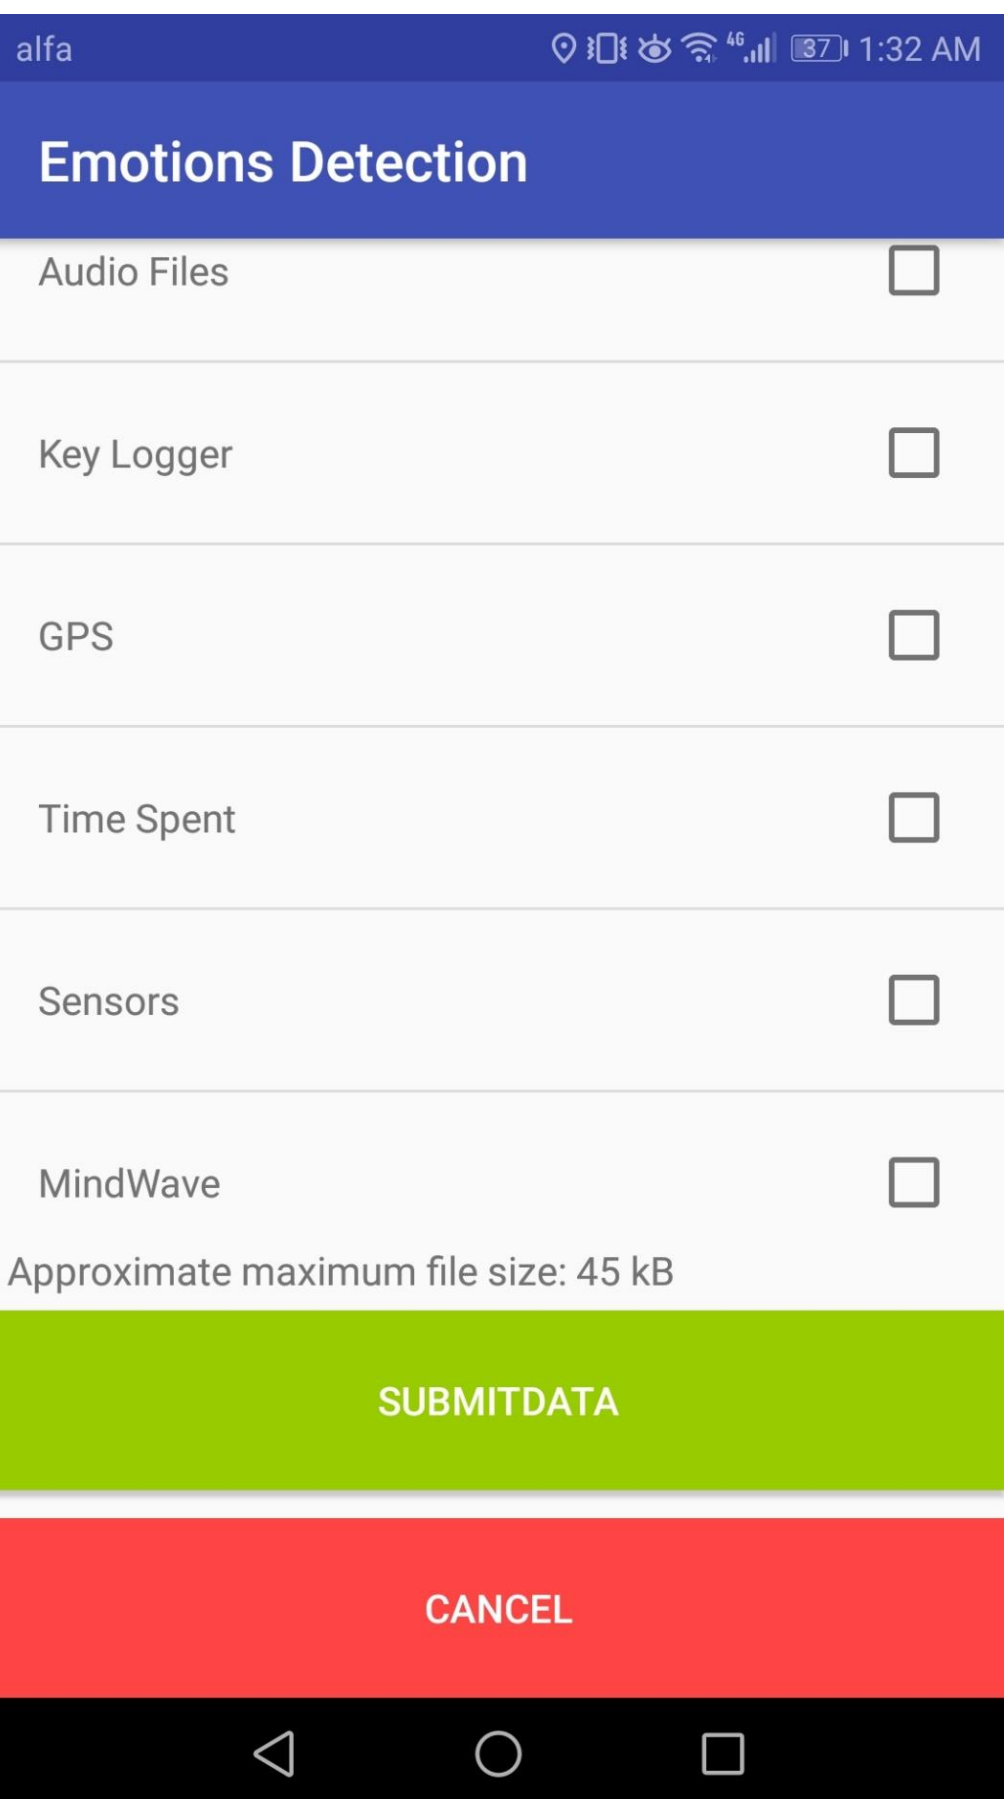 alfa 4G 37 1:32 AM
Emotions Detection
Audio Files
Key Logger
GPS
Time Spent
Sensors
MindWave
Approximate maximum file size: 45 kB
SUBMITDATA
CANCEL